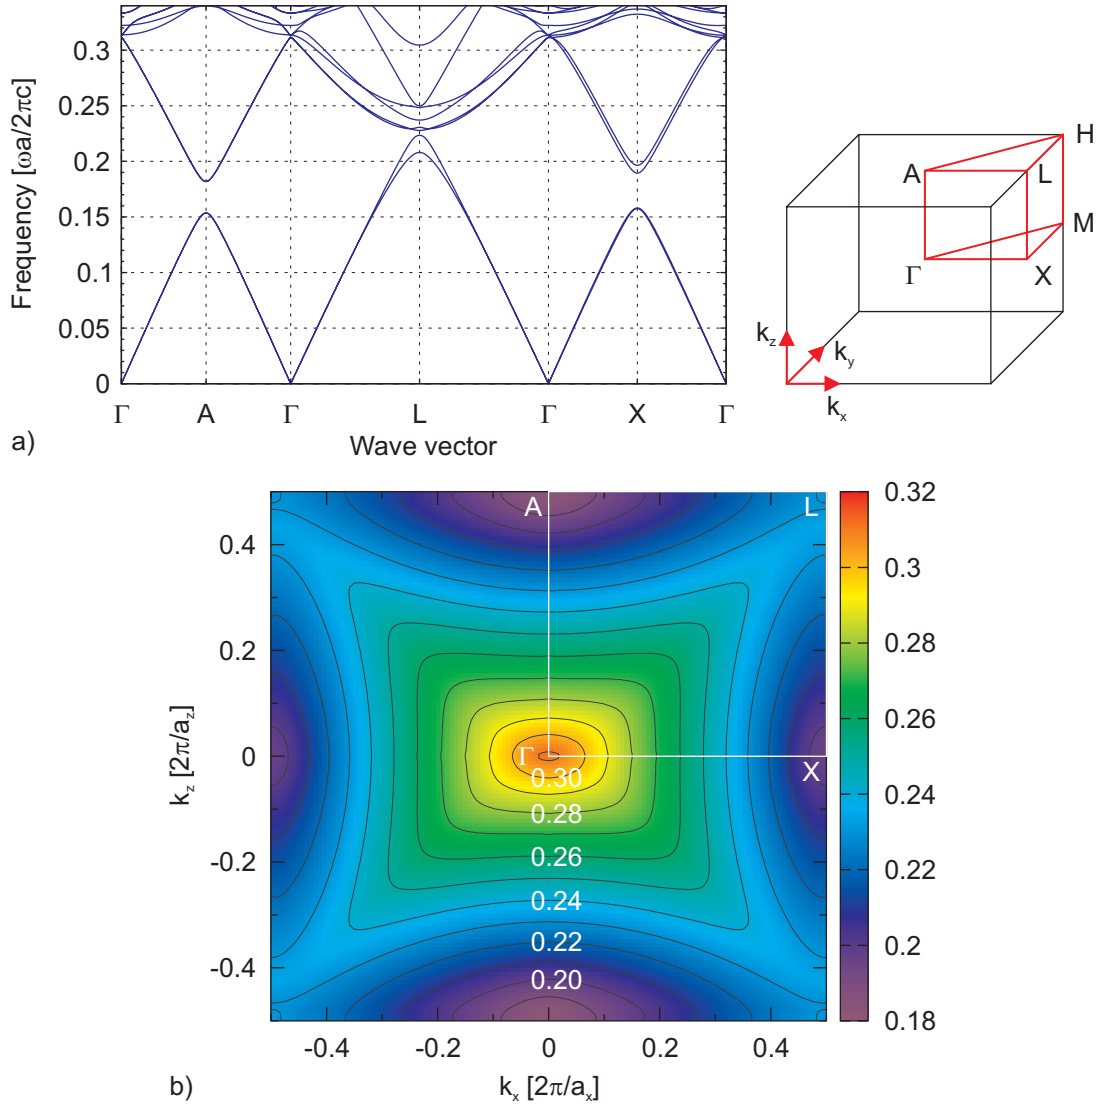 Frequency [ωa/2πc]
0.3
0.25
0.2
0.15
0.1
0.05
0
Γ A Γ L Γ X Γ
Wave vector
a)
H
A L
M
Γ X
k_z
k_y
k_x
A L
0.4
0.2
0
-0.2
-0.4
k_z [2π/a_z]
Γ X
0.30
0.28
0.26
0.24
0.22
0.20
-0.4 -0.2 0 0.2 0.4
k_x [2π/a_x]
b)
0.32
0.3
0.28
0.26
0.24
0.22
0.2
0.18